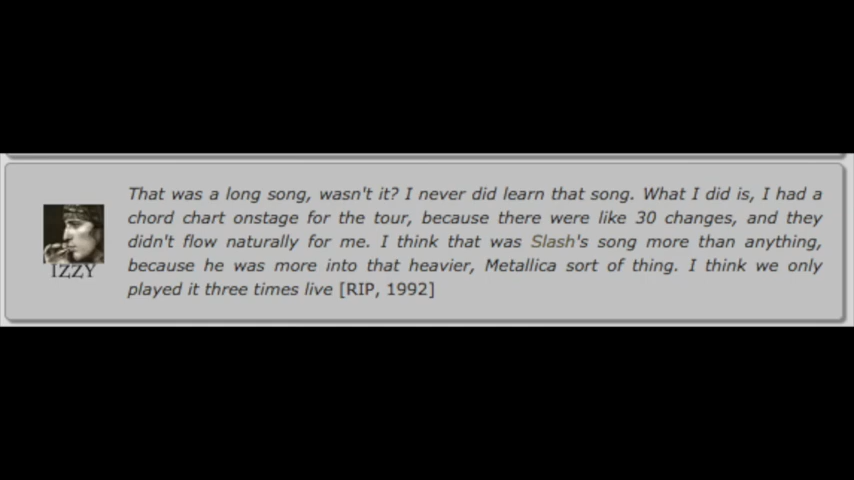 That was a long song, wasn't it? I never did learn that song. What I did is, I had a
chord chart onstage for the tour, because there were like 30 changes, and they
didn't flow naturally for me. I think that was Slash's song more than anything,
because he was more into that heavier, Metallica sort of thing. I think we only
played it three times live [RIP, 1992]
IZZY